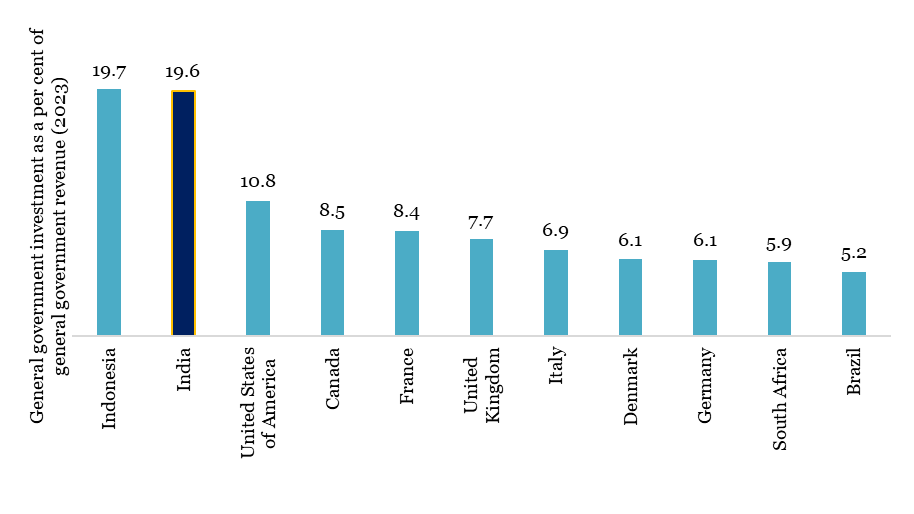 General government investment as a per cent of
general government revenue (2023)
19.7
19.6
10.8
8.5
8.4
7.7
6.9
6.1
6.1
5.9
5.2
Indonesia
India
United States
of America
Canada
France
United
Kingdom
Italy
Denmark
Germany
South Africa
Brazil